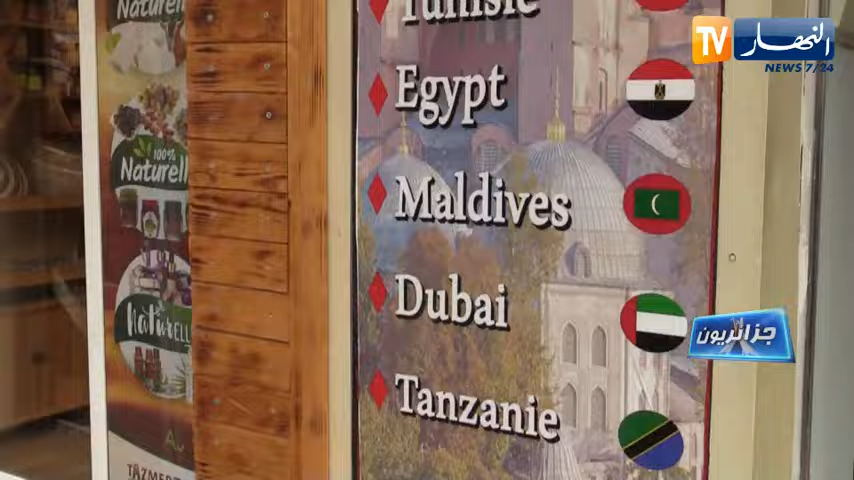 Naturell
Tunisie
TV النهار
NEWS 7/24
Egypt
100%
Naturell
Maldives
Dubai
جزائريون
NatuRELL
Tanzanie